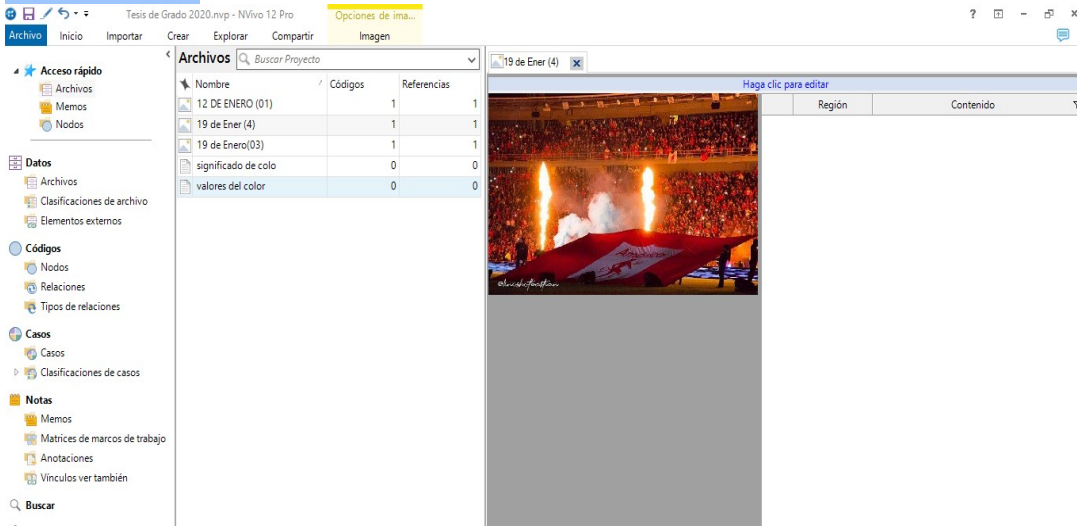 Tesis de Grado 2020.nvp - NVivo 12 Pro
Opciones de ima...
?
Archivo Inicio Importar Crear Explorar Compartir Imagen
Acceso rápido
Archivos
Memos
Nodos
Datos
Archivos
Clasificaciones de archivo
Elementos externos
Códigos
Nodos
Relaciones
Tipos de relaciones
Casos
Casos
Clasificaciones de casos
Notas
Memos
Matrices de marcos de trabajo
Anotaciones
Vínculos ver también
Buscar
Archivos Buscar Proyecto
Nombre Códigos Referencias
12 DE ENERO (01) 1 1
19 de Ener (4) 1 1
19 de Enero(03) 1 1
significado de colo 0 0
valores del color 0 0
19 de Ener (4)
Haga clic para editar
Región Contenido